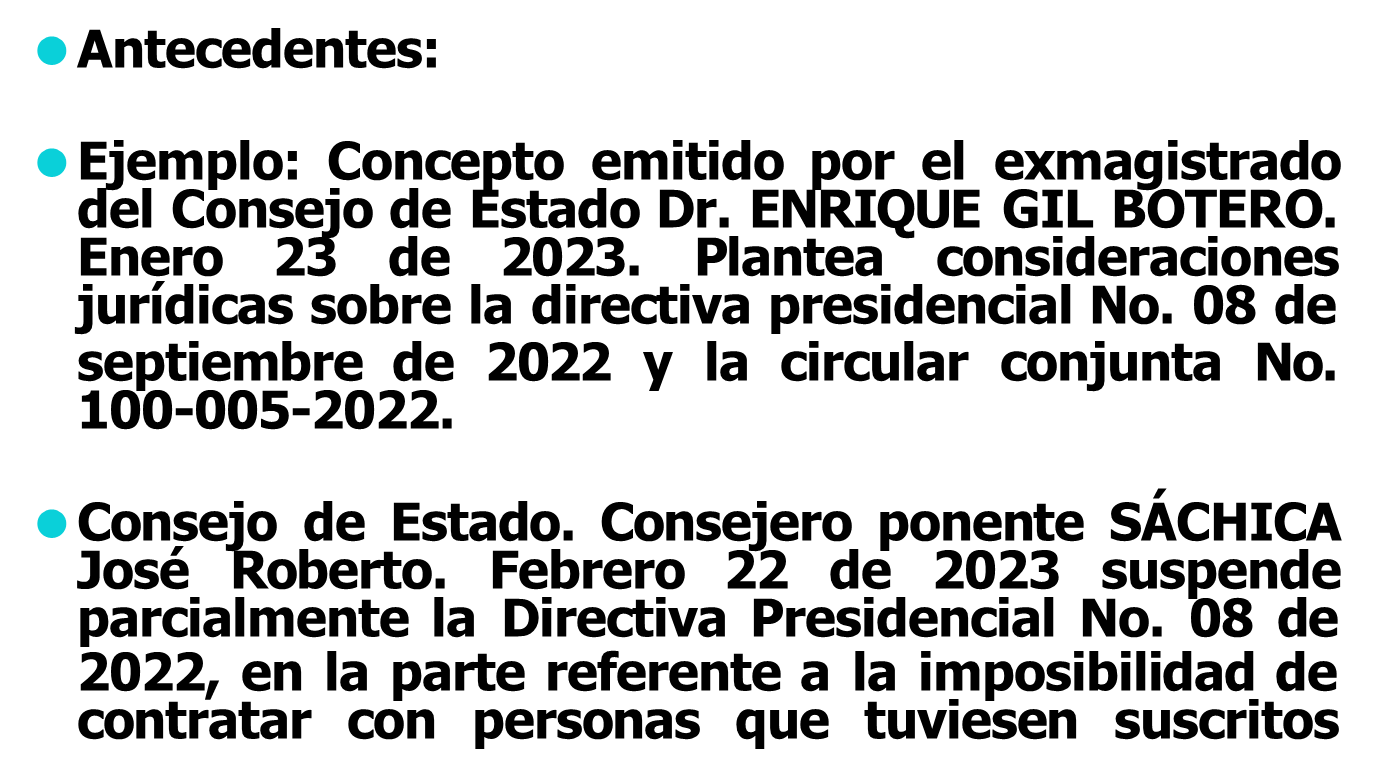 Antecedentes:
Ejemplo: Concepto emitido por el exmagistrado
del Consejo de Estado Dr. ENRIQUE GIL BOTERO.
Enero 23 de 2023. Plantea consideraciones
jurídicas sobre la directiva presidencial No. 08 de
septiembre de 2022 y la circular conjunta No.
100-005-2022.
Consejo de Estado. Consejero ponente SÁCHICA
José Roberto. Febrero 22 de 2023 suspende
parcialmente la Directiva Presidencial No. 08 de
2022, en la parte referente a la imposibilidad de
contratar con personas que tuviesen suscritos